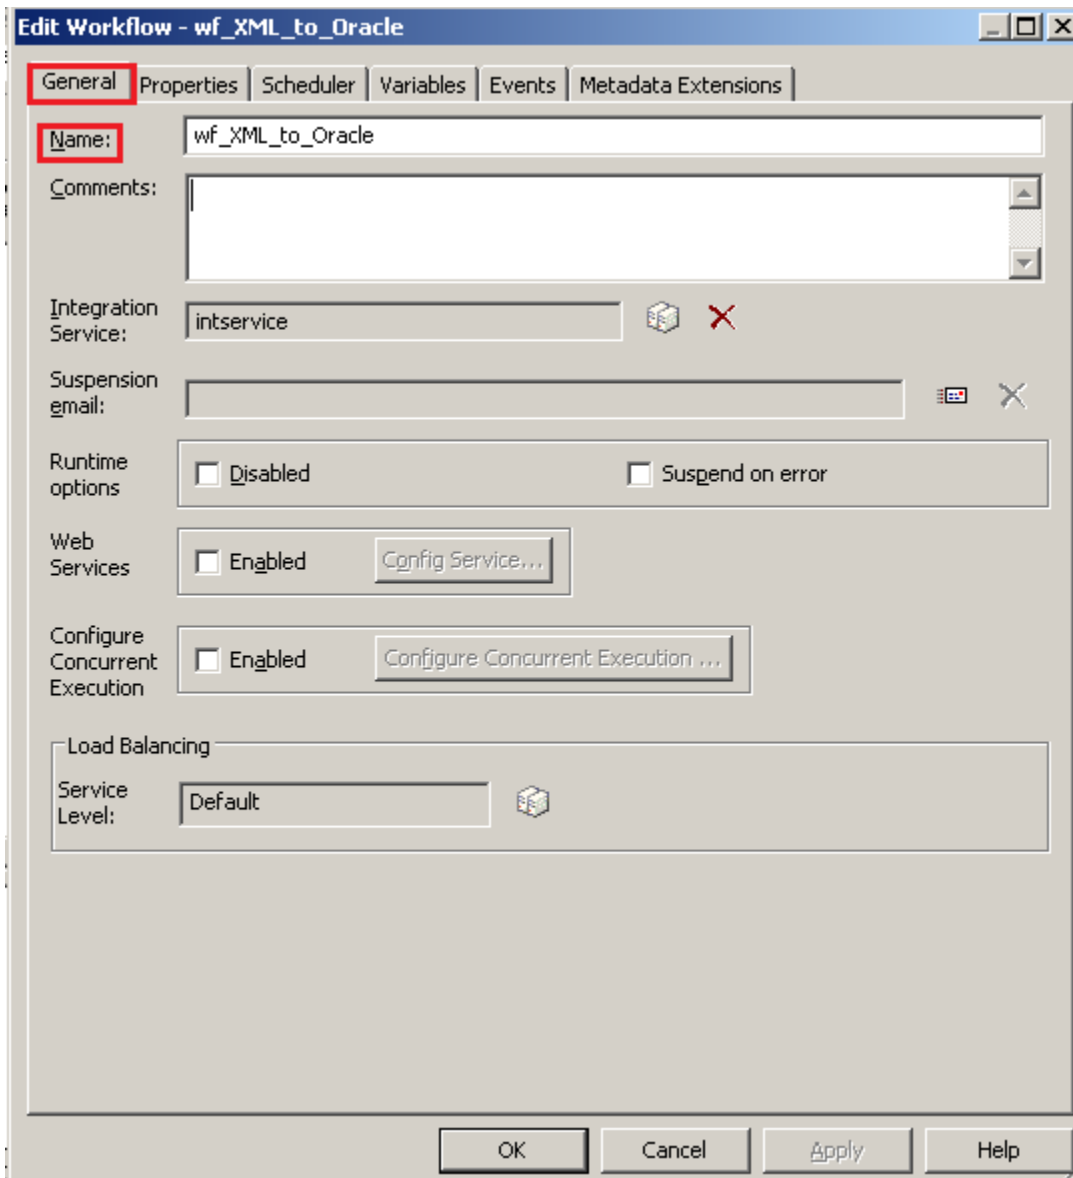 Edit Workflow - wf_XML_to_Oracle
General Properties Scheduler Variables Events Metadata Extensions
Name: wf_XML_to_Oracle
Comments:
Integration
Service:
intservice
Suspension
email:
Runtime
options
Disabled Suspend on error
Web
Services
Enabled Config Service...
Configure
Concurrent
Execution
Enabled Configure Concurrent Execution ...
Load Balancing
Service
Level:
Default
OK Cancel Apply Help